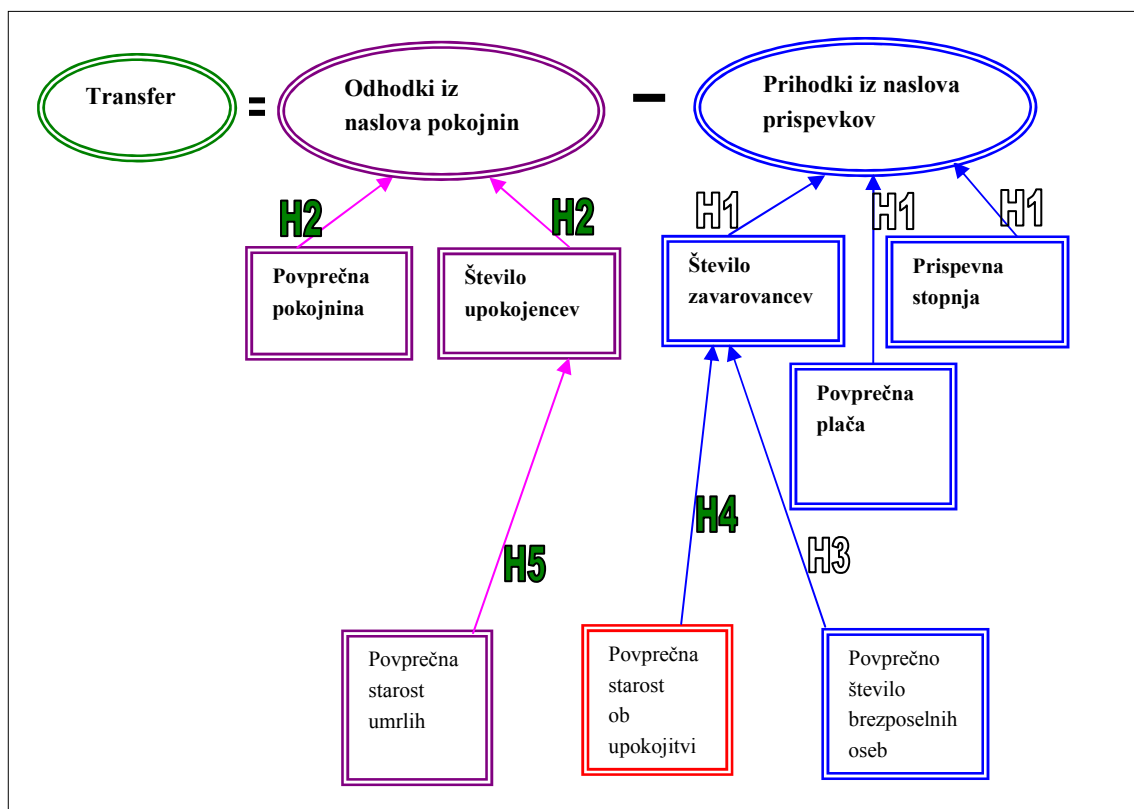 Transfer
=
Odhodki iz
naslova pokojnin
–
Prihodki iz naslova
prispevkov
H2
H2
H1
H1
H1
Povprečna
pokojnina
Število
upokojencev
Število
zavarovancev
Prispevna
stopnja
Povprečna
plača
H4
H5
H3
Povprečna
starost
umrlih
Povprečna
starost
ob
upokojitvi
Povprečno
število
brezposelnih
oseb